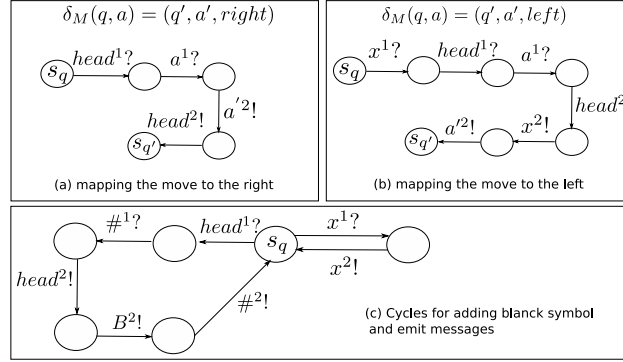 δ_M(q, a) = (q′, a′, right)
s_q
head¹?
a¹?
a′²!
head²!
s_q′
(a) mapping the move to the right
δ_M(q, a) = (q′, a′, left)
s_q
x¹?
head¹?
a¹?
head²
x²!
a′²!
s_q′
(b) mapping the move to the left
#¹?
head¹?
s_q
x¹?
x²!
head²!
B²!
#²!
(c) Cycles for adding blanck symbol
and emit messages